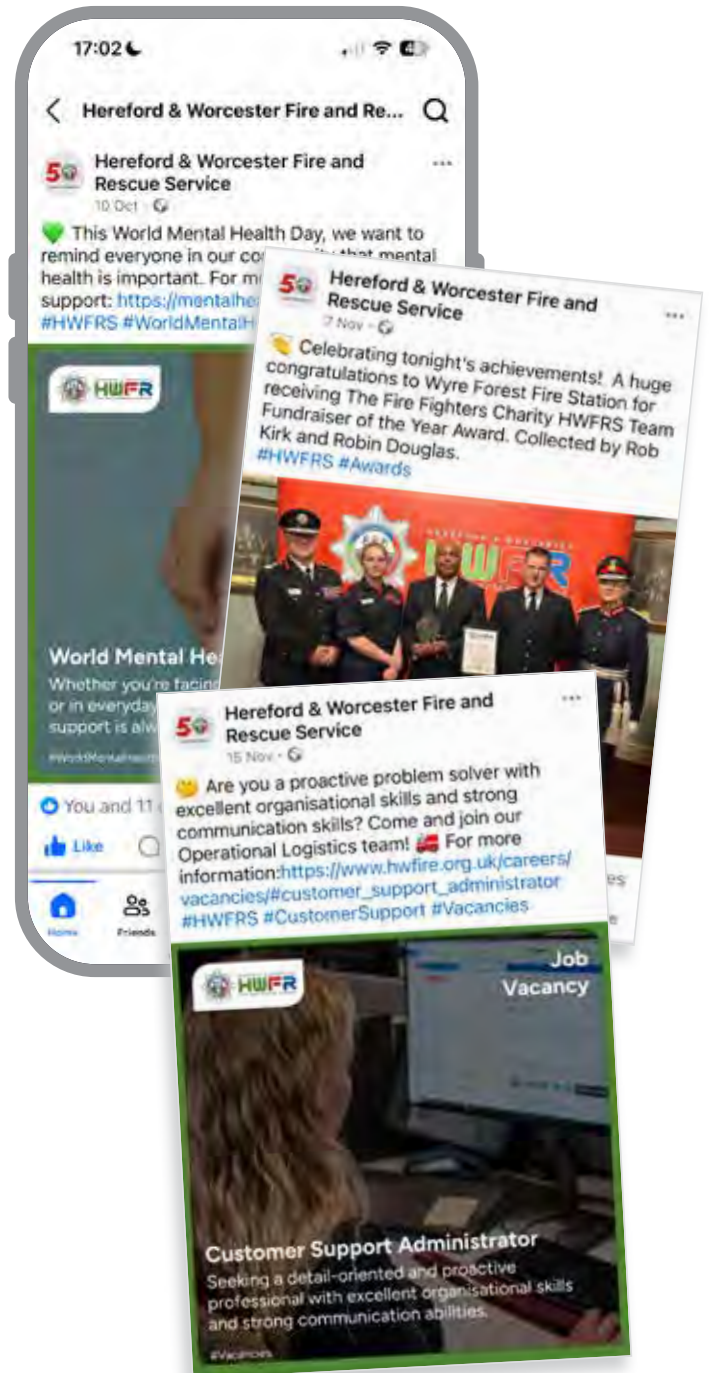 17:02
Hereford & Worcester Fire and Re...
Hereford & Worcester Fire and
Rescue Service
10 Oct
This World Mental Health Day, we want to
remind everyone in our that mental
health is important. For
support: https://
#HWFRS
HWFR
World Mental
Whether you're facing
or in everyday
support is
You and 11
Like
Home
Friends
50
Hereford & Worcester Fire and
Rescue Service
7 Nov
Celebrating tonight's achievements! A huge
congratulations to Wyre Forest Fire Station for
receiving The Fire Fighters Charity HWFRS Team
Fundraiser of the Year Award. Collected by Rob
Kirk and Robin Douglas.
#HWFRS #Awards
HWFR
50
Hereford & Worcester Fire and
Rescue Service
15 Nov
Are you a proactive problem solver with
excellent organisational skills and strong
communication skills? Come and join our
Operational Logistics team! For more
information:https://www.hwfire.org.uk/careers/
vacancies/#customer_support_administrator
#HWFRS #CustomerSupport #Vacancies
HWFR
Job
Vacancy
Customer Support Administrator
Seeking a detail-oriented and proactive
professional with excellent organisational skills
and strong communication abilities.
#Vacancies